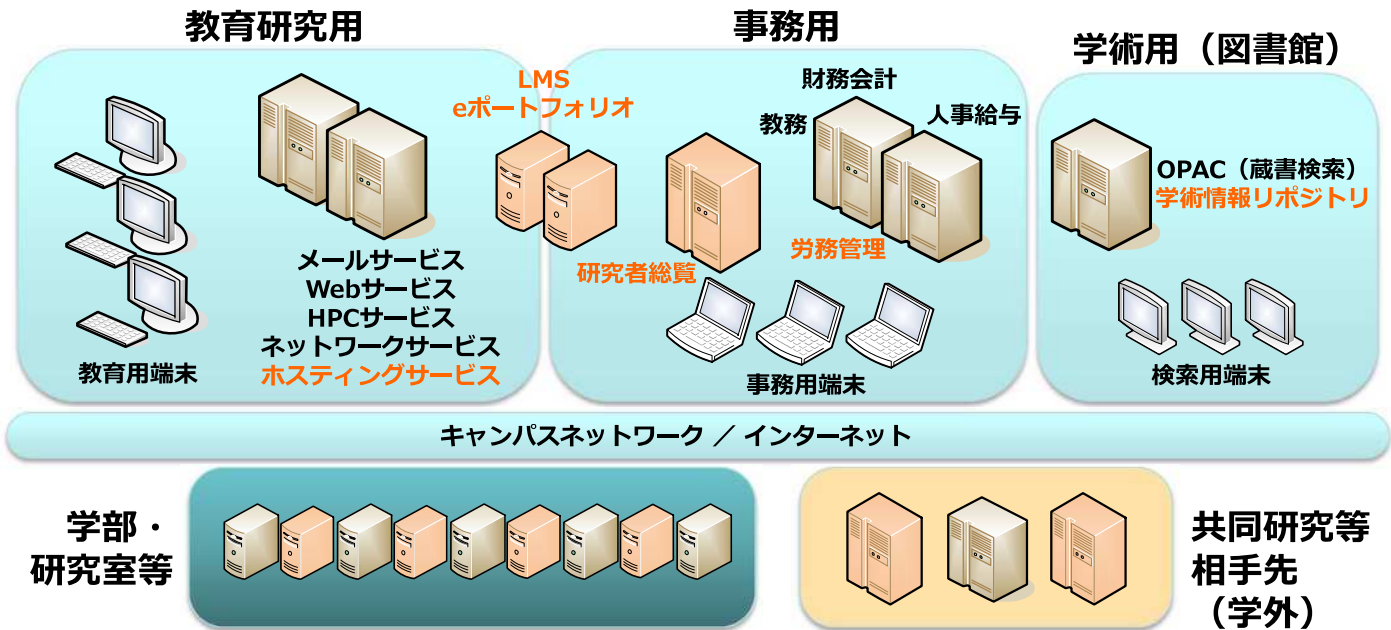 教育研究用
事務用
学術用（図書館）
LMS
eポートフォリオ
財務会計
教務
人事給与
OPAC（蔵書検索）
学術情報リポジトリ
労務管理
研究者総覧
メールサービス
Webサービス
HPCサービス
ネットワークサービス
ホスティングサービス
教育用端末
事務用端末
検索用端末
キャンパスネットワーク ／ インターネット
学部・
研究室等
共同研究等
相手先
（学外）